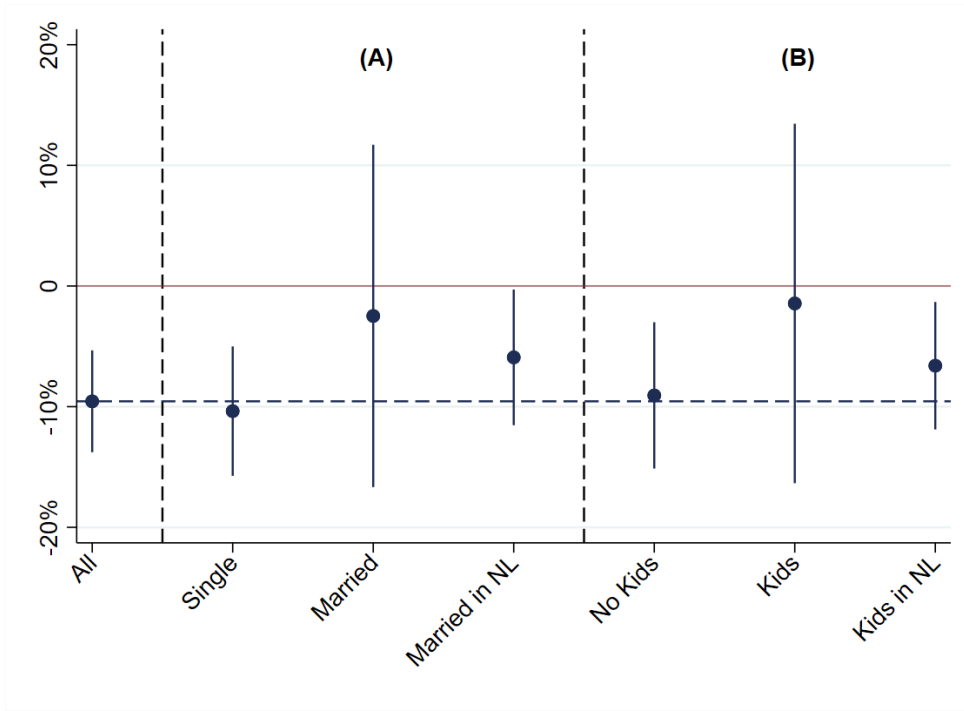 (A)
(B)
20%
10%
0
-10%
-20%
All
Single
Married
Married in NL
No Kids
Kids
Kids in NL